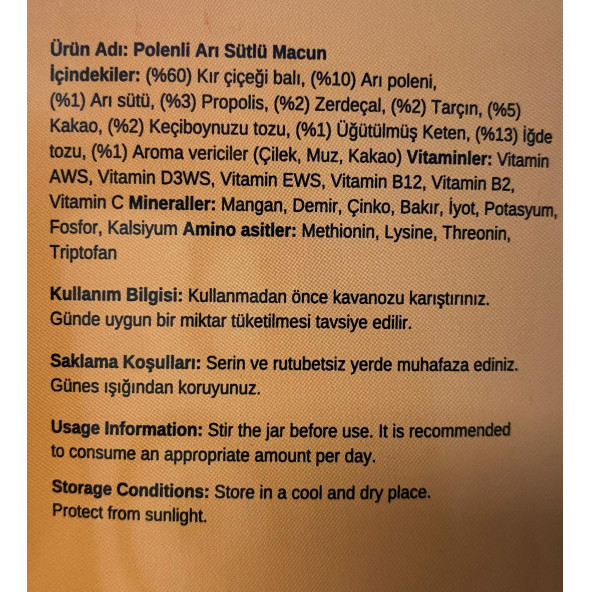 Ürün Adı: Polenli Arı Sütlü Macun
İçindekiler: (%60) Kır çiçeği balı, (%10) Arı poleni,
(%1) Arı sütü, (%3) Propolis, (%2) Zerdeçal, (%2) Tarçın, (%5)
Kakao, (%2) Keçiboynuzu tozu, (%1) Üğütülmüş Keten, (%13) İğde
tozu, (%1) Aroma vericiler (Çilek, Muz, Kakao) Vitaminler: Vitamin
AWS, Vitamin D3WS, Vitamin EWS, Vitamin B12, Vitamin B2,
Vitamin C Mineraller: Mangan, Demir, Çinko, Bakır, İyot, Potasyum,
Fosfor, Kalsiyum Amino asitler: Methionin, Lysine, Threonin,
Triptofan
Kullanım Bilgisi: Kullanmadan önce kavanozu karıştırınız.
Günde uygun bir miktar tüketilmesi tavsiye edilir.
Saklama Koşulları: Serin ve rutubetsiz yerde muhafaza ediniz.
Günes ışığından koruyunuz.
Usage Information: Stir the jar before use. It is recommended
to consume an appropriate amount per day.
Storage Conditions: Store in a cool and dry place.
Protect from sunlight.